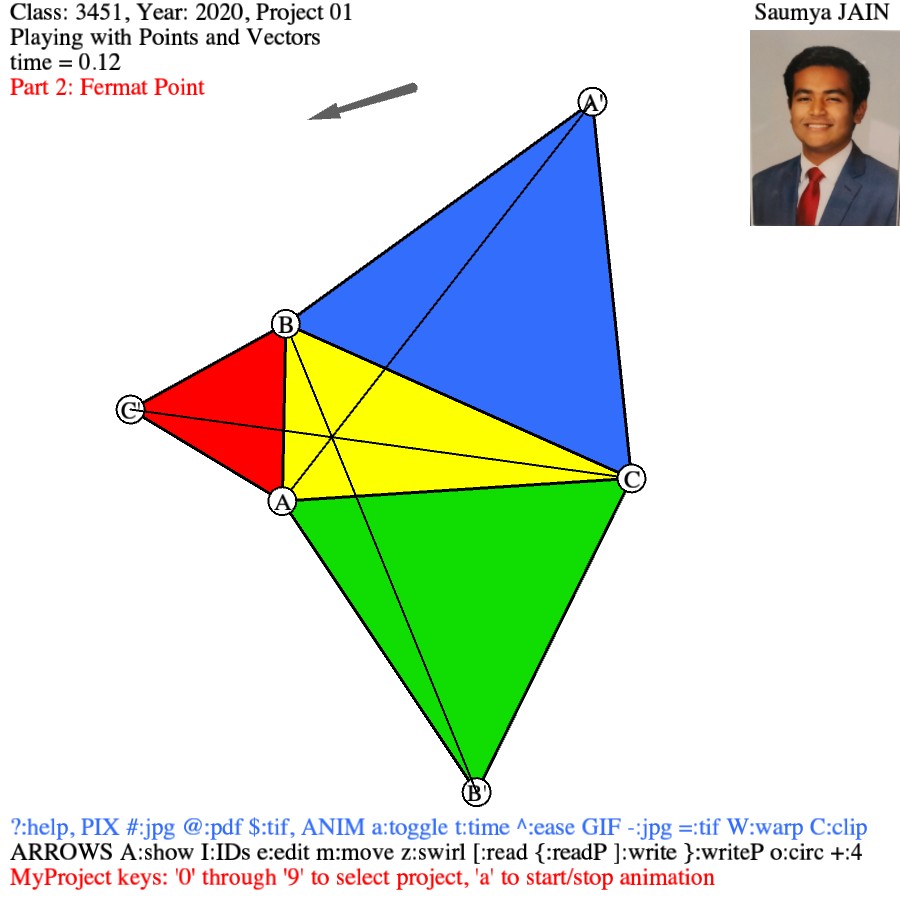 Class: 3451, Year: 2020, Project 01
Saumya JAIN
Playing with Points and Vectors
time = 0.12
Part 2: Fermat Point
A'
B
C'
C
A
B'
?:help, PIX #:jpg @:pdf $:tif, ANIM a:toggle t:time ^:ease GIF -:jpg =:tif W:warp C:clip
ARROWS A:show I:IDs e:edit m:move z:swirl [:read {:readP ]:write }:writeP o:circ +:4
MyProject keys: '0' through '9' to select project, 'a' to start/stop animation